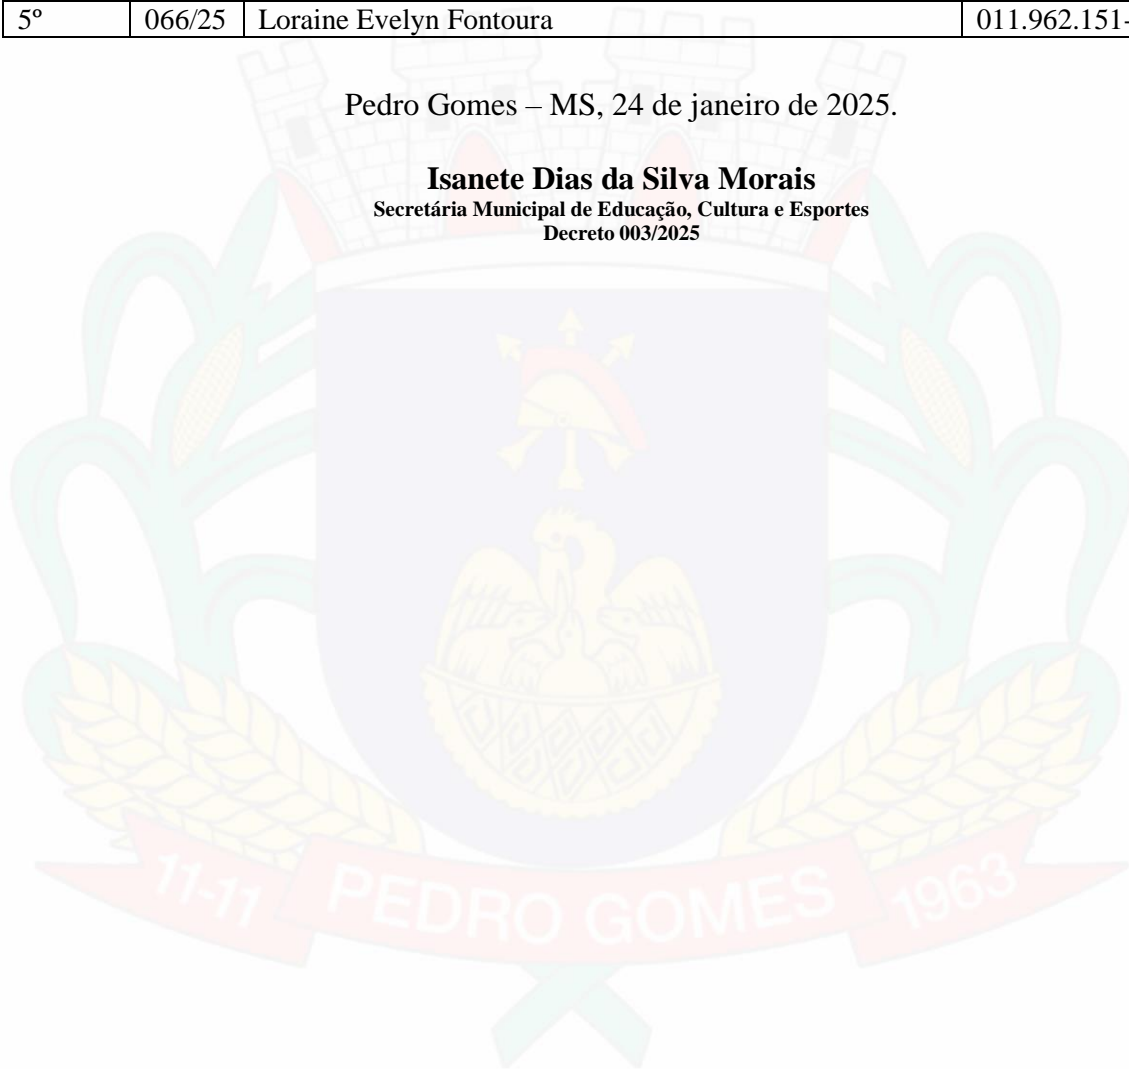 5º 066/25 Loraine Evelyn Fontoura 011.962.151-
Pedro Gomes – MS, 24 de janeiro de 2025.
Isanete Dias da Silva Morais
Secretária Municipal de Educação, Cultura e Esportes
Decreto 003/2025
11-11 PEDRO GOMES 1963